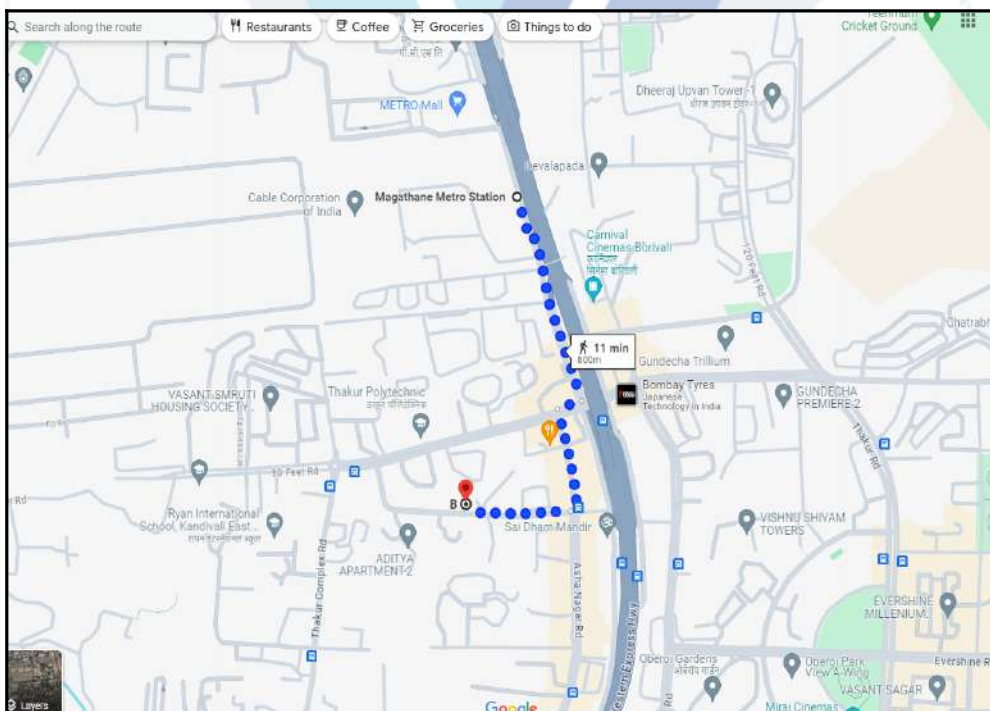 Search along the route
Restaurants
Coffee
Groceries
Things to do
Cricket Ground
METRO Mall
Dheeraj Upvan Tower -1
Devalapada
Cable Corporation
of India
Magathane Metro Station
Carnival
Cinemas Borivali
120 Feet Rd
11 min
800m
Gundecha Trillium
Thakur Polytechnic
VASANT SMRUTI
HOUSING SOCIETY...
Bombay Tyres
Japanese
Technology in India
GUNDECHA
PREMIERE-2
Thakur Rd
90 Feet Rd
B
Ryan International
School, Kandivali East...
Sai Dham Mandir
VISHNU SHIVAM
TOWERS
ADITYA
APARTMENT-2
Thakur Complex Rd
Asha Nagar Rd
Western Express Hwy
EVERSHINE
MILLENIUM...
Oberoi Gardens
Oberoi Park
View A-Wing
Evershine R
VASANT SAGAR
Miraj Cinemas
Layers
Google